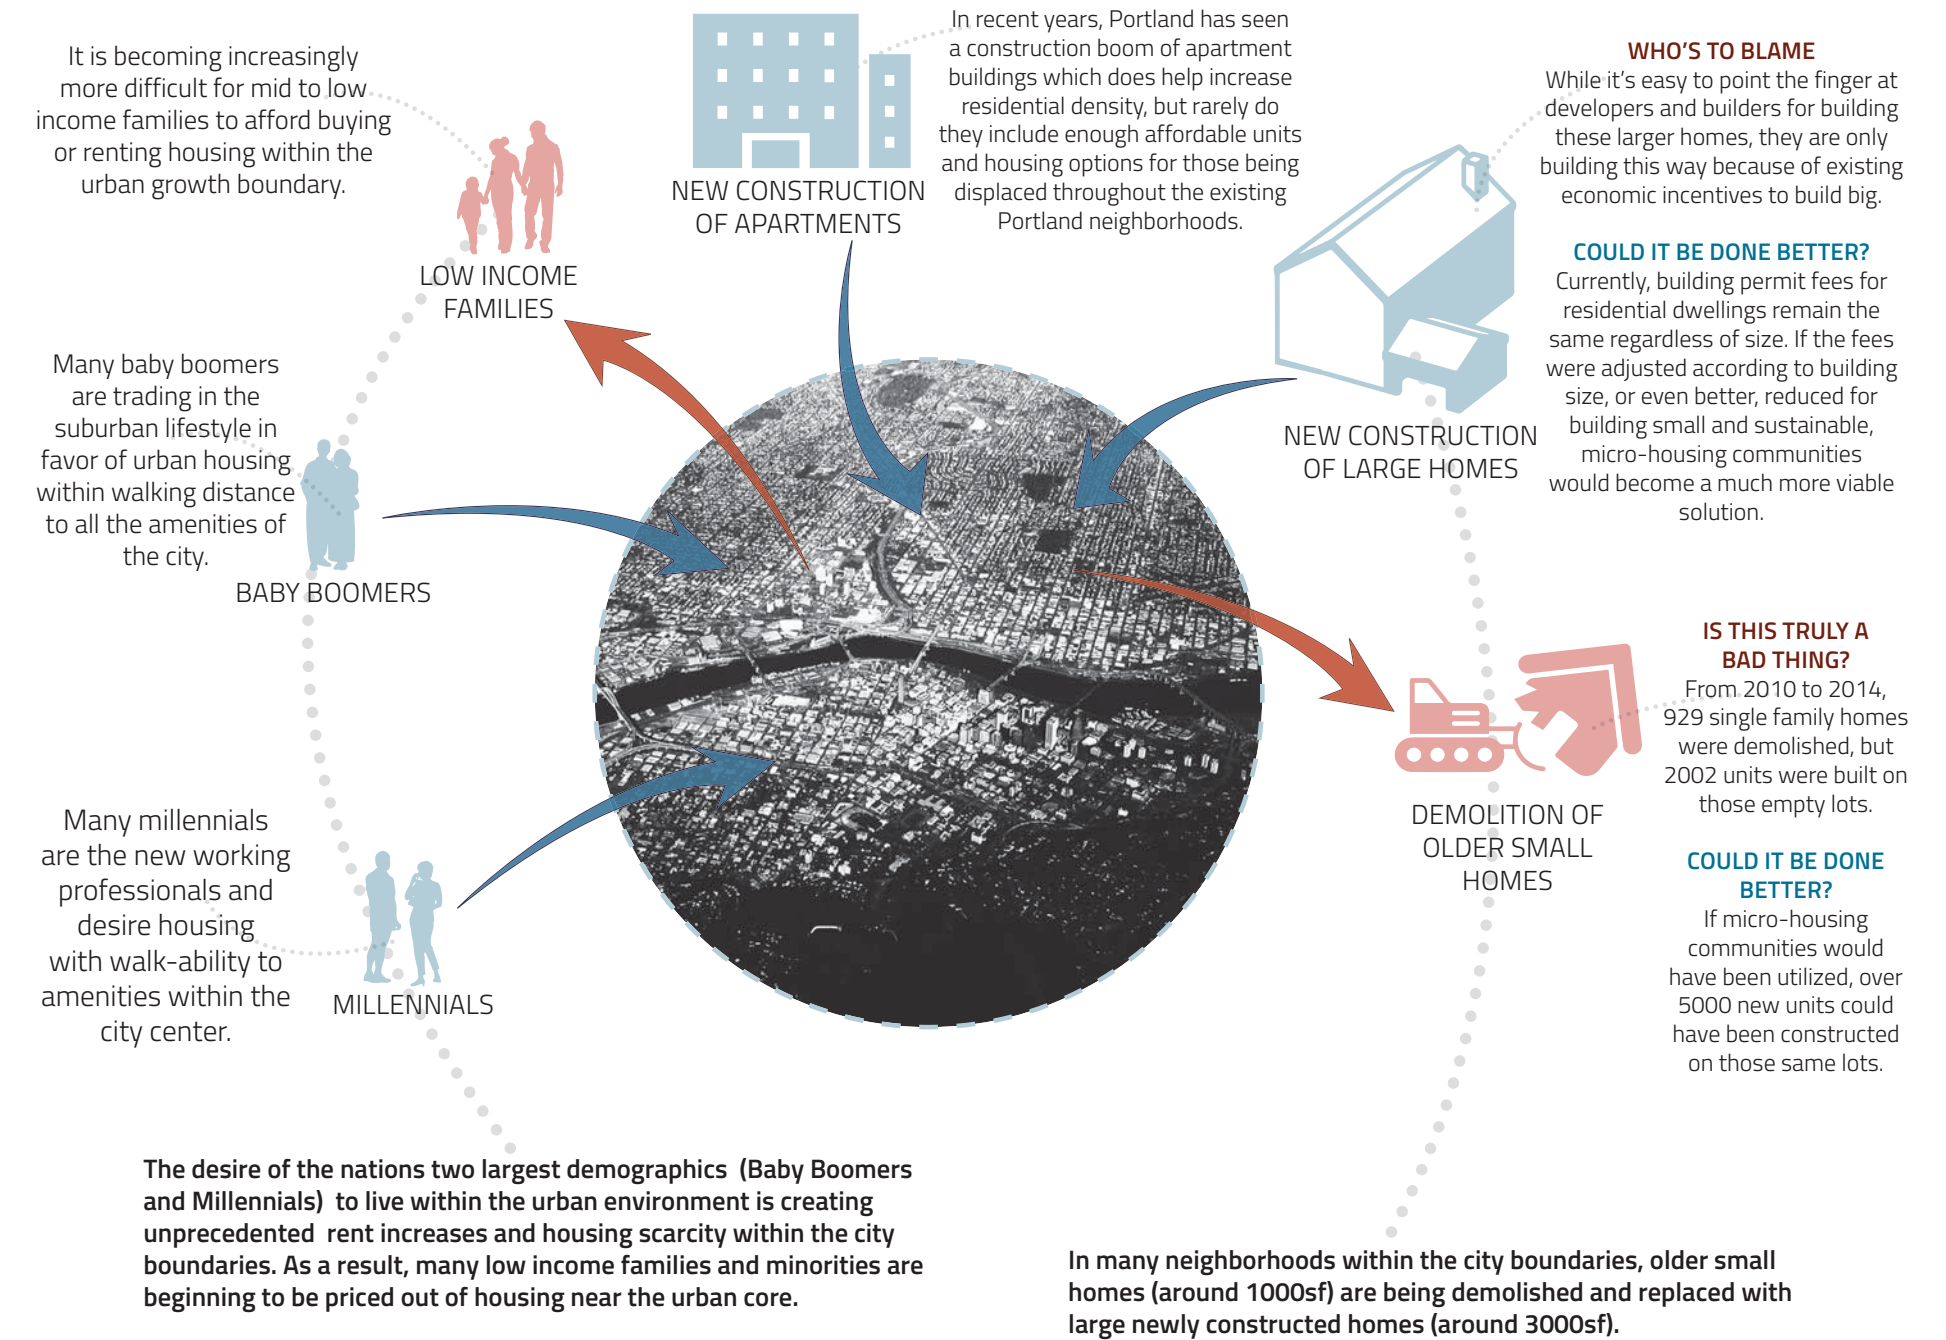 It is becoming increasingly
more difficult for mid to low
income families to afford buying
or renting housing within the
urban growth boundary.
LOW INCOME
FAMILIES
Many baby boomers
are trading in the
suburban lifestyle in
favor of urban housing
within walking distance
to all the amenities of
the city.
BABY BOOMERS
Many millennials
are the new working
professionals and
desire housing
with walk-ability to
amenities within the
city center.
MILLENNIALS
The desire of the nations two largest demographics (Baby Boomers
and Millennials) to live within the urban environment is creating
unprecedented rent increases and housing scarcity within the city
boundaries. As a result, many low income families and minorities are
beginning to be priced out of housing near the urban core.
NEW CONSTRUCTION
OF APARTMENTS
In recent years, Portland has seen
a construction boom of apartment
buildings which does help increase
residential density, but rarely do
they include enough affordable units
and housing options for those being
displaced throughout the existing
Portland neighborhoods.
NEW CONSTRUCTION
OF LARGE HOMES
WHO'S TO BLAME
While it's easy to point the finger at
developers and builders for building
these larger homes, they are only
building this way because of existing
economic incentives to build big.
COULD IT BE DONE BETTER?
Currently, building permit fees for
residential dwellings remain the
same regardless of size. If the fees
were adjusted according to building
size, or even better, reduced for
building small and sustainable,
micro-housing communities
would become a much more viable
solution.
DEMOLITION OF
OLDER SMALL
HOMES
IS THIS TRULY A
BAD THING?
From 2010 to 2014,
929 single family homes
were demolished, but
2002 units were built on
those empty lots.
COULD IT BE DONE
BETTER?
If micro-housing
communities would
have been utilized, over
5000 new units could
have been constructed
on those same lots.
In many neighborhoods within the city boundaries, older small
homes (around 1000sf) are being demolished and replaced with
large newly constructed homes (around 3000sf).